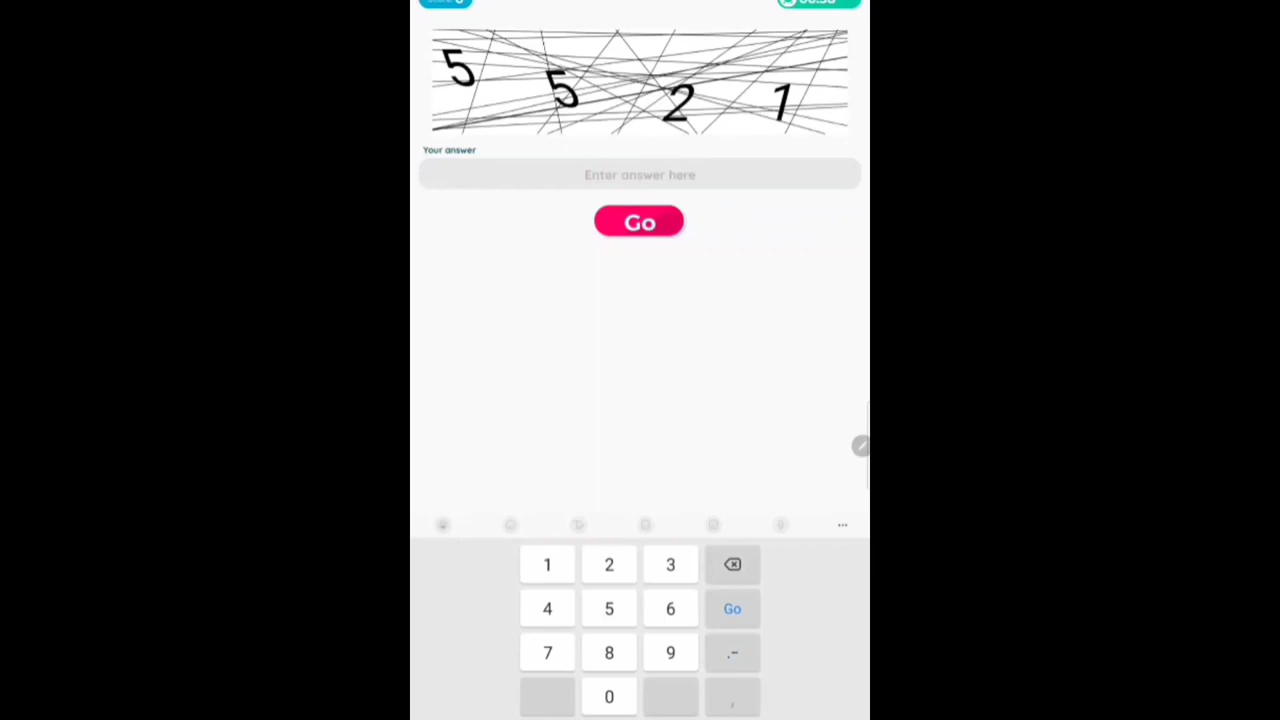 5 5 2 1
Your answer
Enter answer here
Go
1 2 3
4 5 6 Go
7 8 9 .-
0 ,